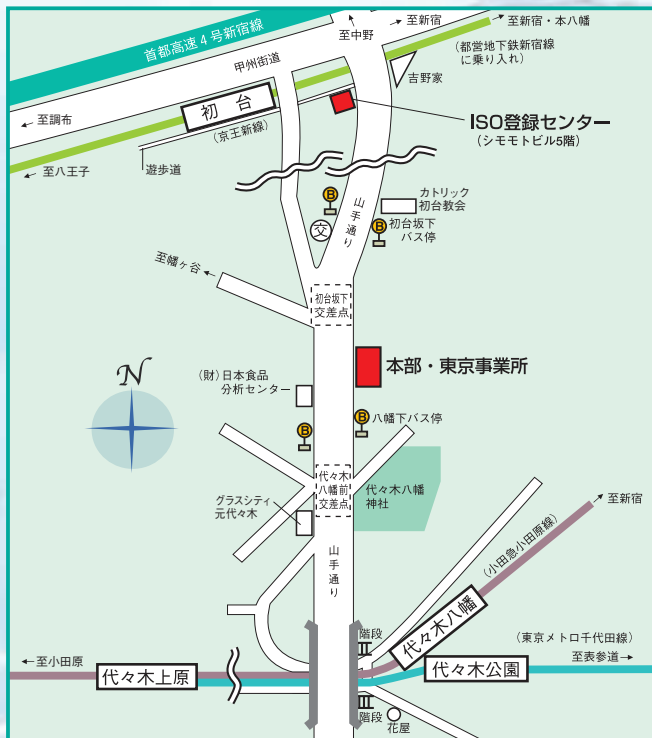 首都高速4号新宿線
甲州街道
至中野
至新宿
至新宿・本八幡
(都営地下鉄新宿線
に乗り入れ)
吉野家
初台
(京王新線)
至調布
至八王子
遊歩道
ISO登録センター
(シモモトビル5階)
B
山手通り
カトリック
初台教会
交
B
初台坂下
バス停
至幡ヶ谷
初台坂下
交差点
N
本部・東京事業所
(財)日本食品
分析センター
B
八幡下バス停
B
代々木
八幡前
交差点
代々木八幡
神社
グラスシティ
元代々木
山手通り
至新宿
(小田急小田原線)
代々木八幡
階段
(東京メトロ千代田線)
至小田原
代々木上原
代々木公園
至表参道
階段
花屋